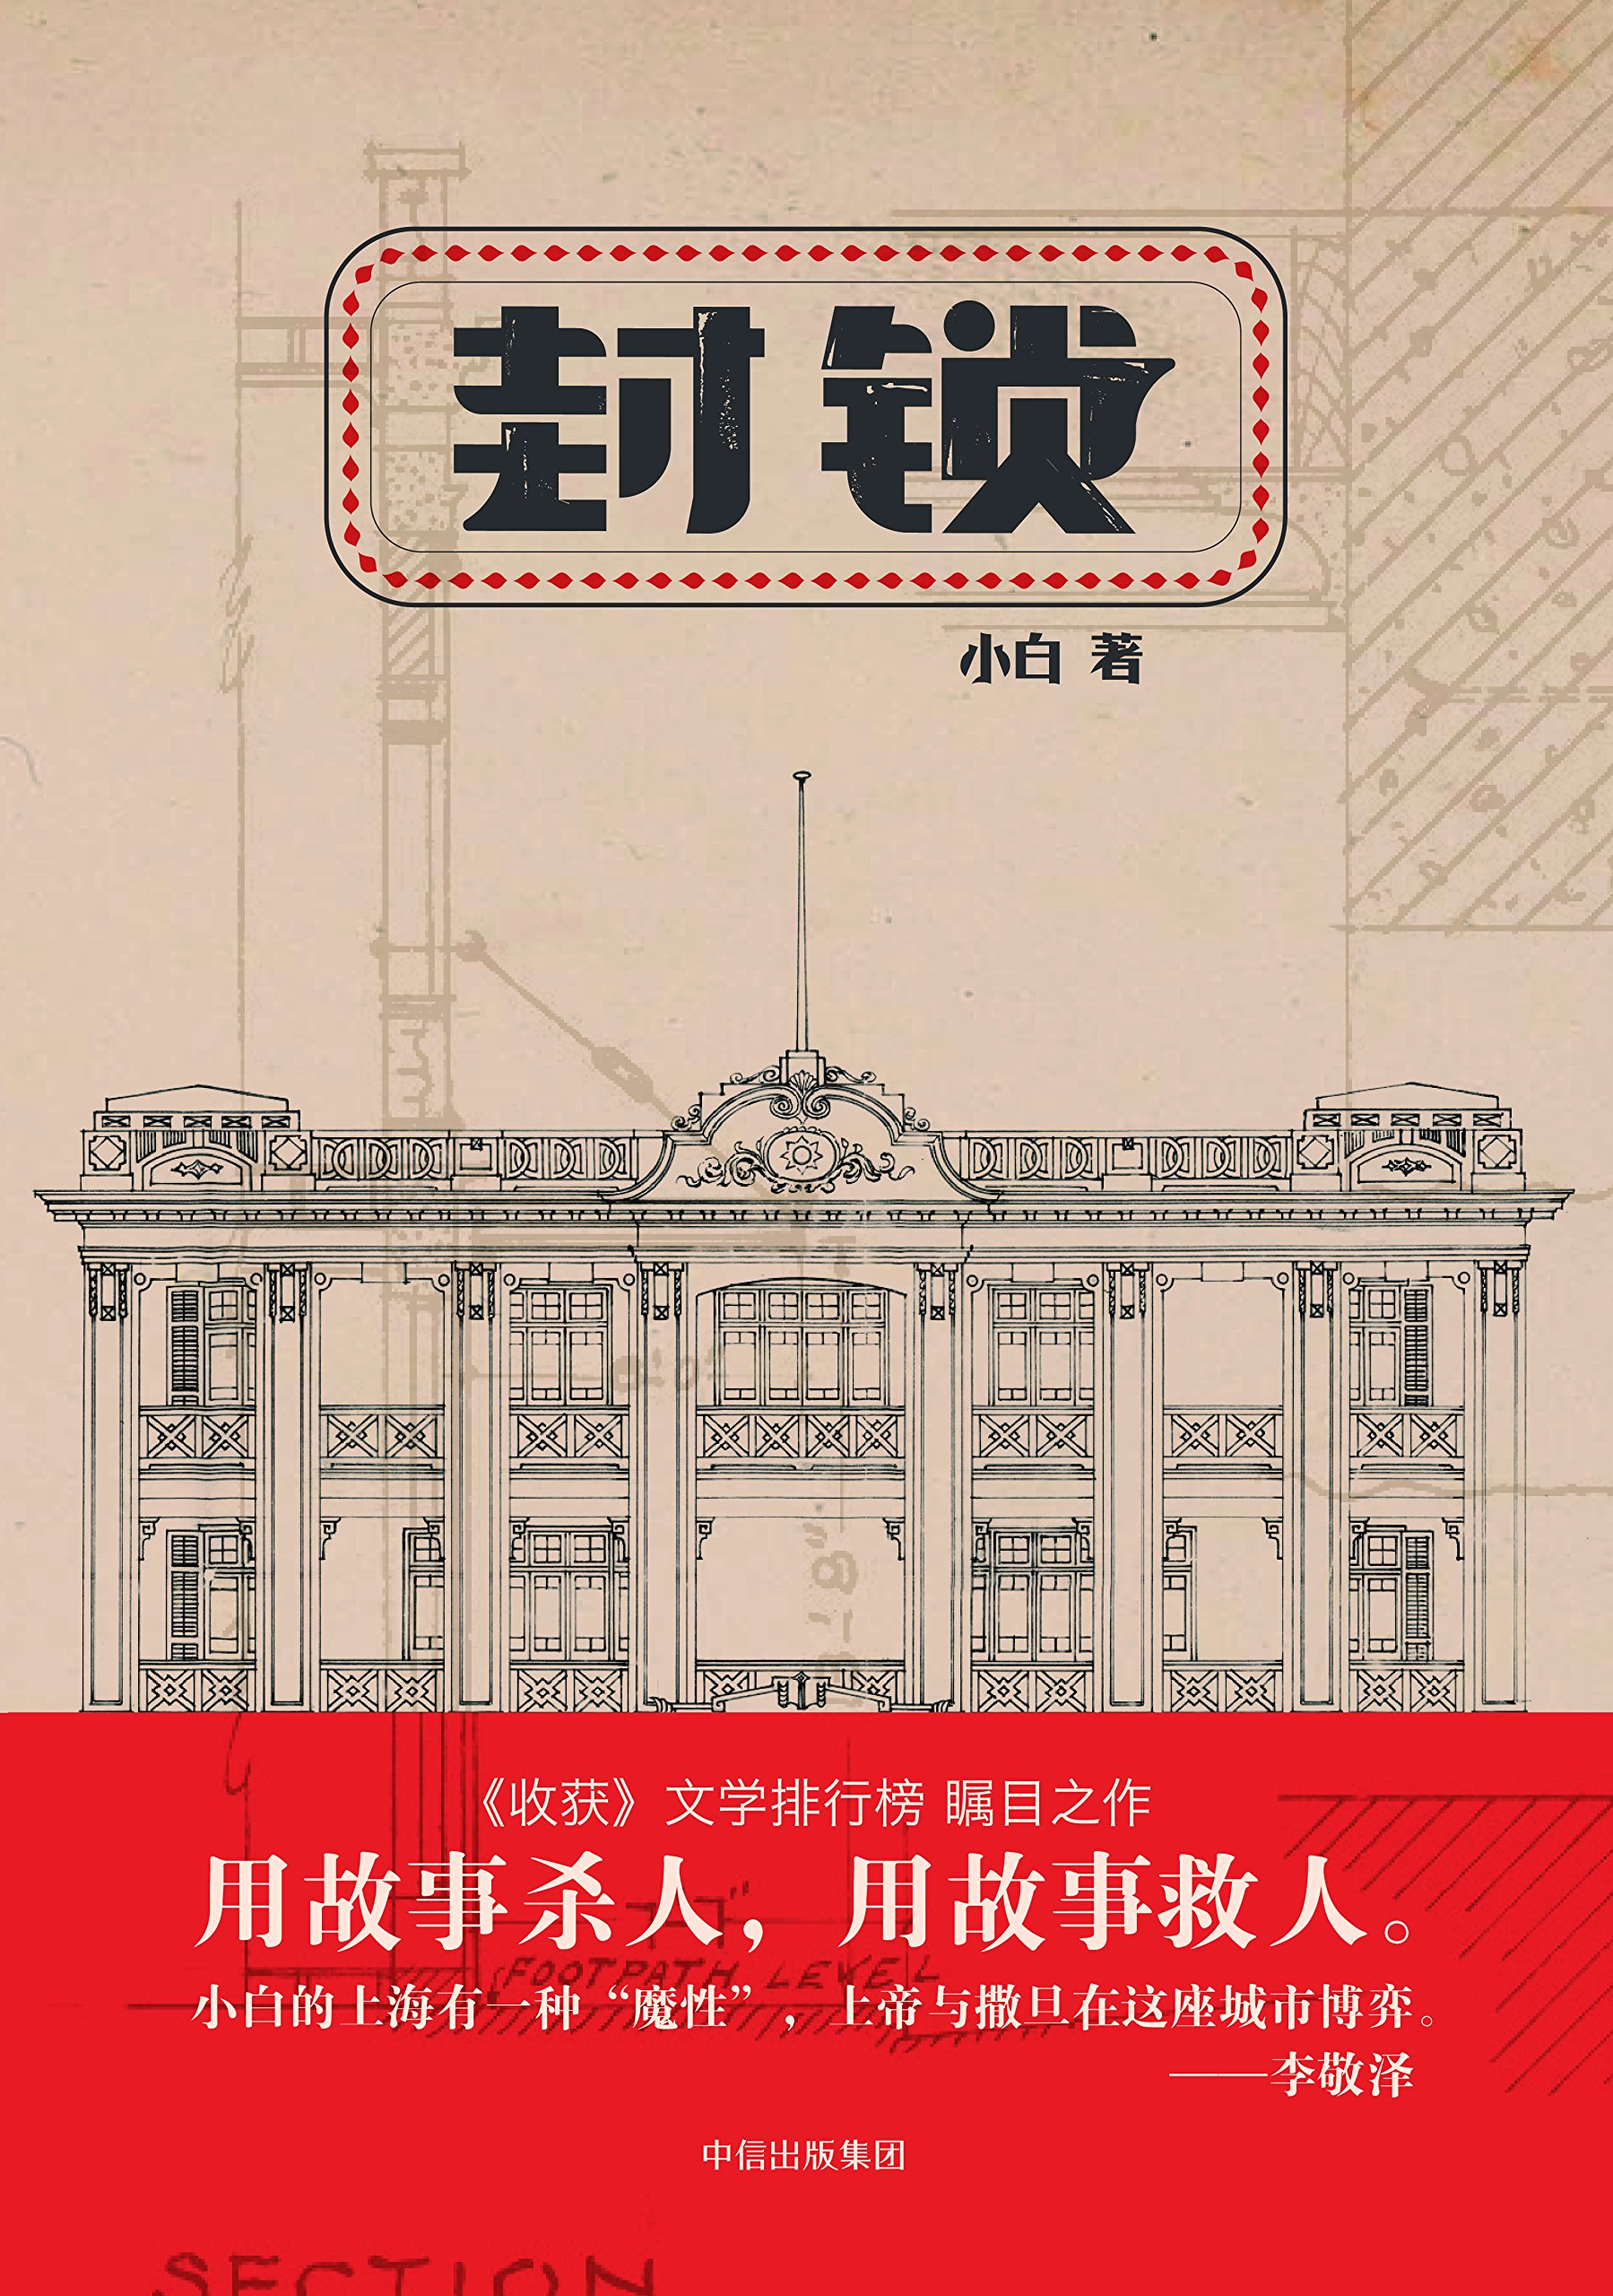 封锁
小白 著
《收获》文学排行榜 瞩目之作
用故事杀人，用故事救人。
FOOTPATH LEVEL
小白的上海有一种“魔性”，上帝与撒旦在这座城市博弈。
——李敬泽
中信出版集团
SECTION